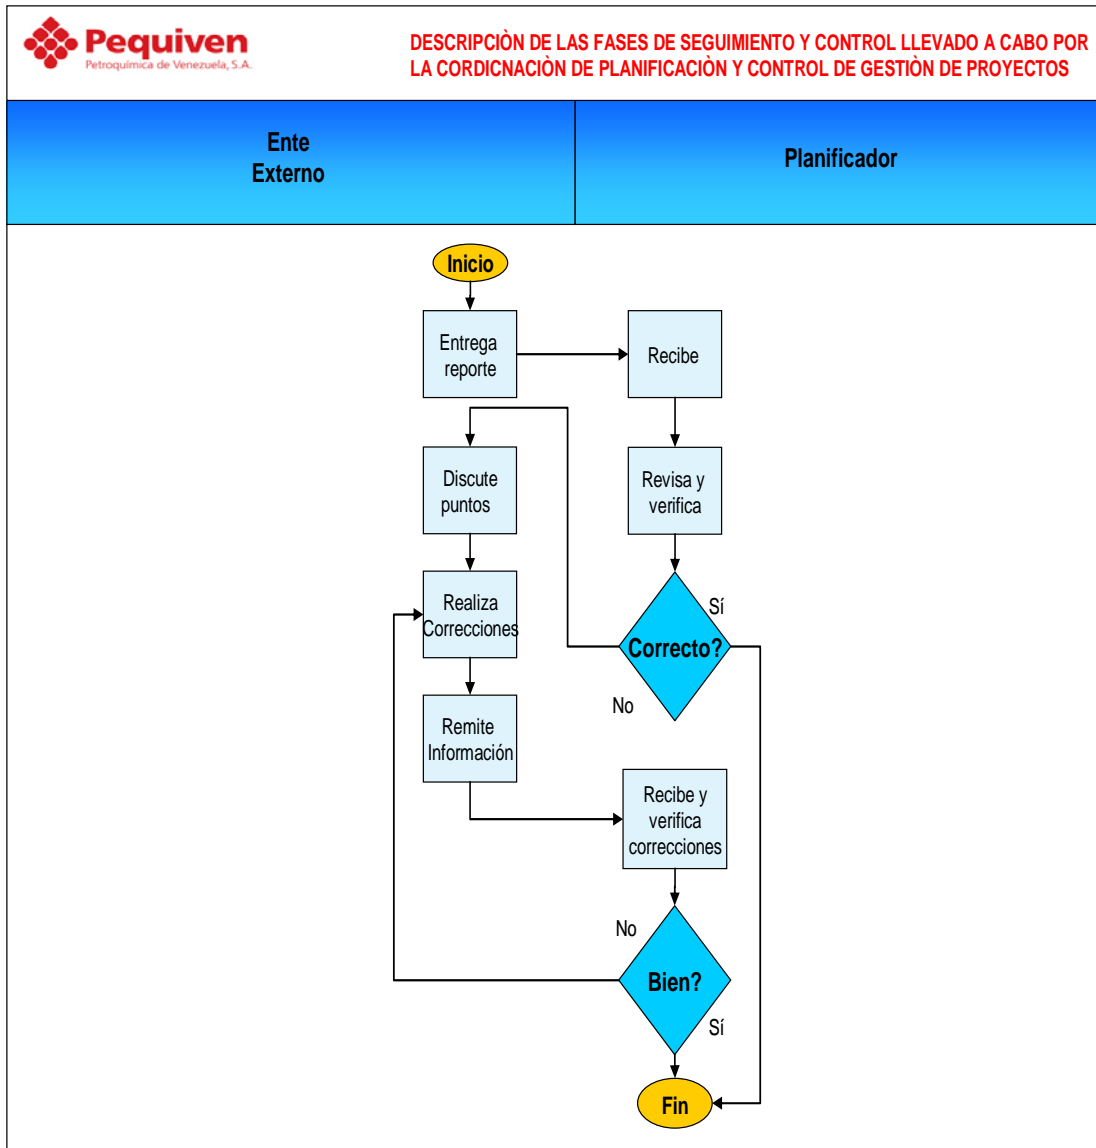 Pequiven
Petroquímica de Venezuela, S.A.
DESCRIPCIÒN DE LAS FASES DE SEGUIMIENTO Y CONTROL LLEVADO A CABO POR
LA CORDICNACIÒN DE PLANIFICACIÒN Y CONTROL DE GESTIÒN DE PROYECTOS
Ente
Externo
Planificador
Inicio
Entrega
reporte
Recibe
Discute
puntos
Revisa y
verifica
Realiza
Correcciones
Sí
Correcto?
No
Remite
Información
Recibe y
verifica
correcciones
No
Bien?
Sí
Fin